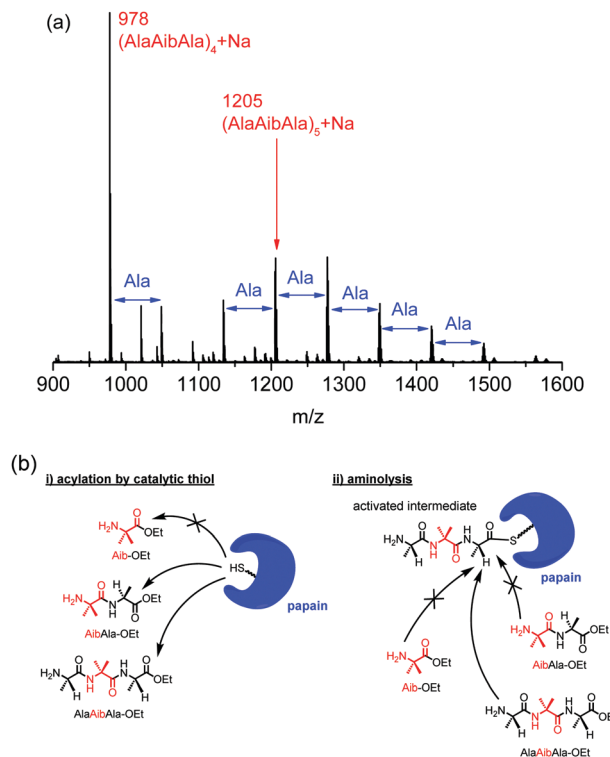 (a)
978
(AlaAibAla)₄+Na
1205
(AlaAibAla)₅+Na
Ala
Ala
Ala
Ala
Ala
Ala
900 1000 1100 1200 1300 1400 1500 1600
m/z
(b)
i) acylation by catalytic thiol
ii) aminolysis
activated intermediate
H₂N
O
OEt
Aib-OEt
HS
papain
H₂N
O
N
H
H
O
OEt
AibAla-OEt
H₂N
H
O
N
H
O
H
N
H
O
OEt
AlaAibAla-OEt
H₂N
H
O
N
H
O
H
N
H
O
S
papain
H₂N
O
OEt
Aib-OEt
H₂N
O
N
H
H
O
OEt
AibAla-OEt
H₂N
H
O
N
H
O
H
N
H
O
OEt
AlaAibAla-OEt